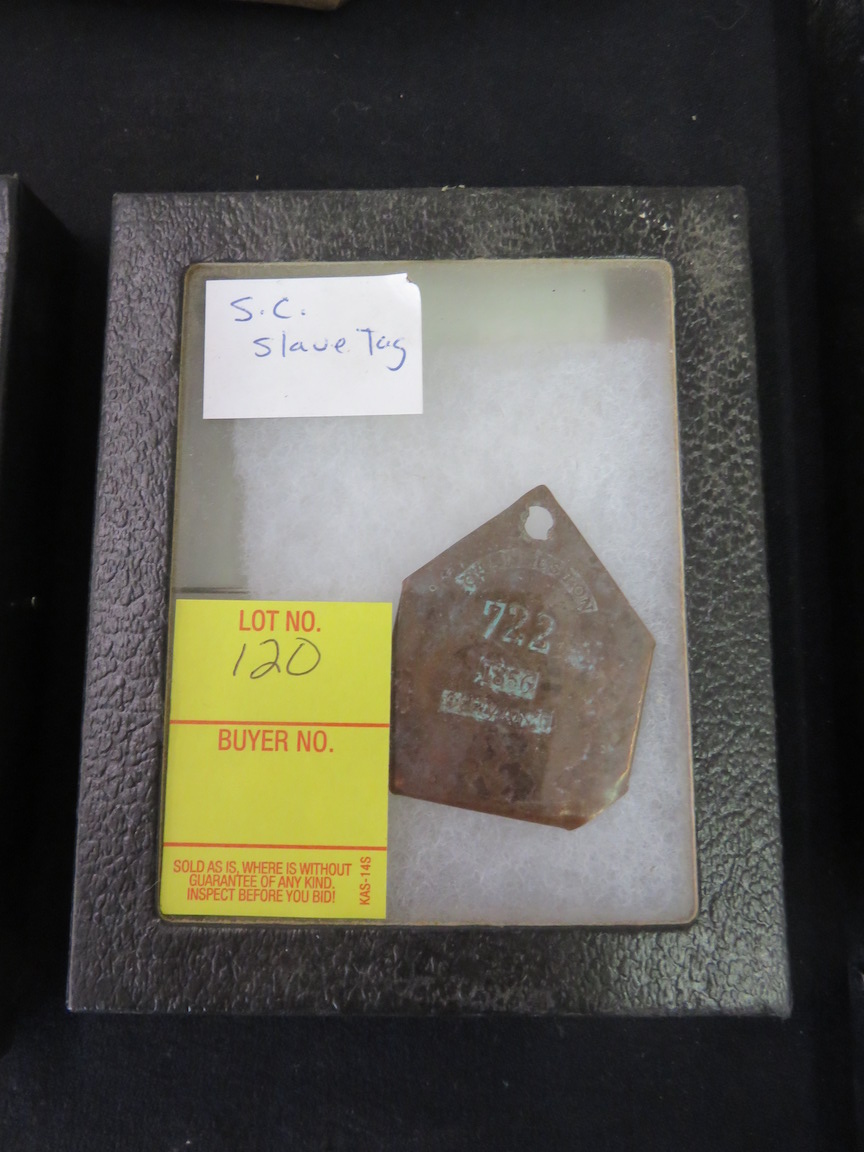 S.C.
Slave Tag
CHARLESTON
722
LOT NO.
120
BUYER NO.
SOLD AS IS, WHERE IS WITHOUT
GUARANTEE OF ANY KIND.
INSPECT BEFORE YOU BID!
KAS-14S